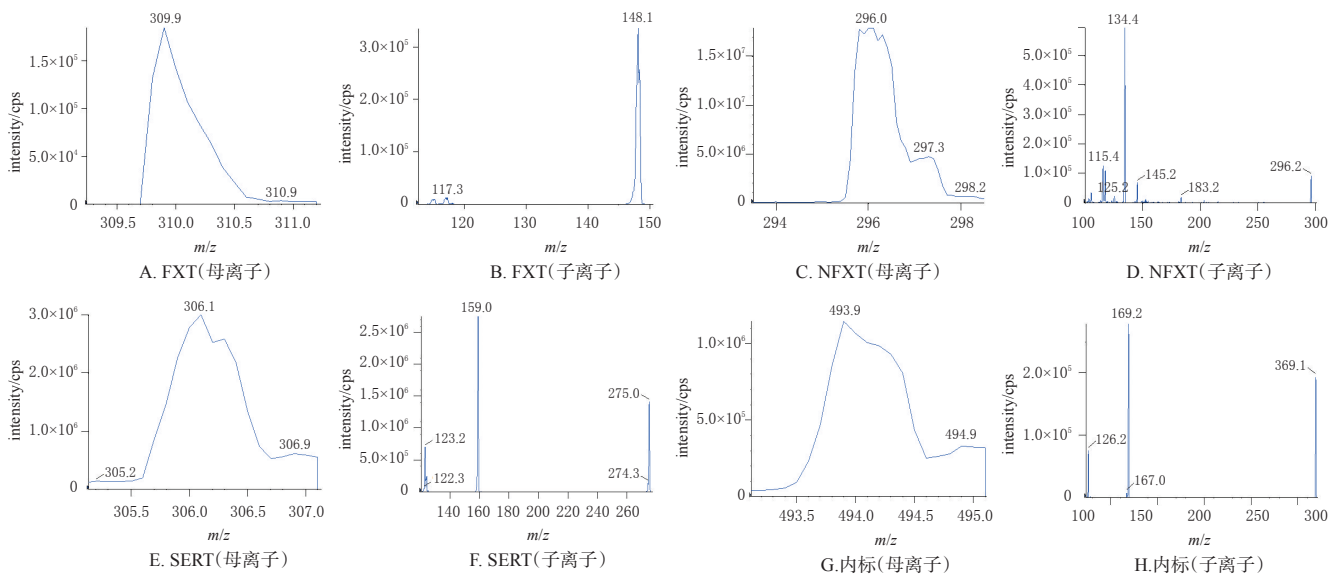 309.9
1.5×10⁵
1.0×10⁵
5.0×10⁴
310.9
309.5 310.0 310.5 311.0
intensity/cps
m/z
A. FXT(母离子)
148.1
3.0×10⁵
2.0×10⁵
1.0×10⁵
117.3
0
120 130 140 150
intensity/cps
m/z
B. FXT(子离子)
296.0
1.5×10⁷
1.0×10⁷
5.0×10⁶
297.3
298.2
0
294 296 298
intensity/cps
m/z
C. NFXT(母离子)
134.4
5.0×10⁵
4.0×10⁵
3.0×10⁵
2.0×10⁵
1.0×10⁵
0
115.4
125.2
145.2
183.2
296.2
100 150 200 250 300
intensity/cps
m/z
D. NFXT(子离子)
306.1
3.0×10⁶
2.0×10⁶
1.0×10⁶
0
305.2
306.9
305.5 306.0 306.5 307.0
intensity/cps
m/z
E. SERT(母离子)
159.0
2.5×10⁶
2.0×10⁶
1.5×10⁶
1.0×10⁶
5.0×10⁵
0
275.0
123.2
122.3
274.3
140 160 180 200 220 240 260
intensity/cps
m/z
F. SERT(子离子)
493.9
1.0×10⁶
5.0×10⁵
0
494.9
493.5 494.0 494.5 495.0
intensity/cps
m/z
G.内标(母离子)
169.2
2.0×10⁵
1.0×10⁵
0
369.1
126.2
167.0
100 150 200 250 300
intensity/cps
m/z
H.内标(子离子)